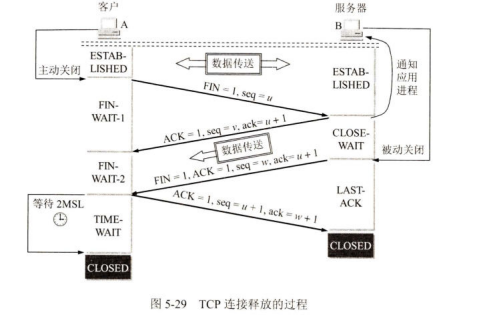 客户
服务器
A
B
ESTAB-
LISHED
数据传送
ESTAB-
LISHED
通知
应用
进程
主动关闭
FIN = 1, seq = u
FIN-
WAIT-1
ACK = 1, seq = v, ack= u + 1
CLOSE-
WAIT
数据传送
被动关闭
FIN-
WAIT-2
FIN = 1, ACK = 1, seq = w, ack= u + 1
等待 2MSL
ACK = 1, seq = u + 1, ack = w + 1
LAST-
ACK
TIME-
WAIT
CLOSED
CLOSED
图 5-29 TCP 连接释放的过程